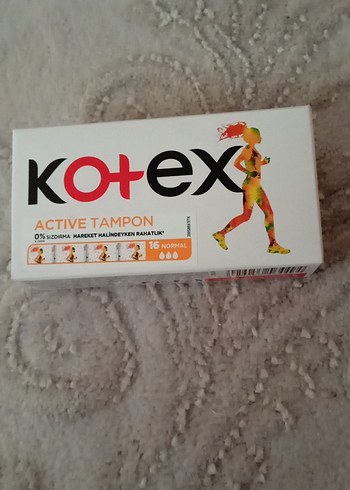 Kotex
ACTIVE TAMPON
0% SIZDIRMA HAREKET HALİNDEYKEN RAHATLIK*
16 NORMAL